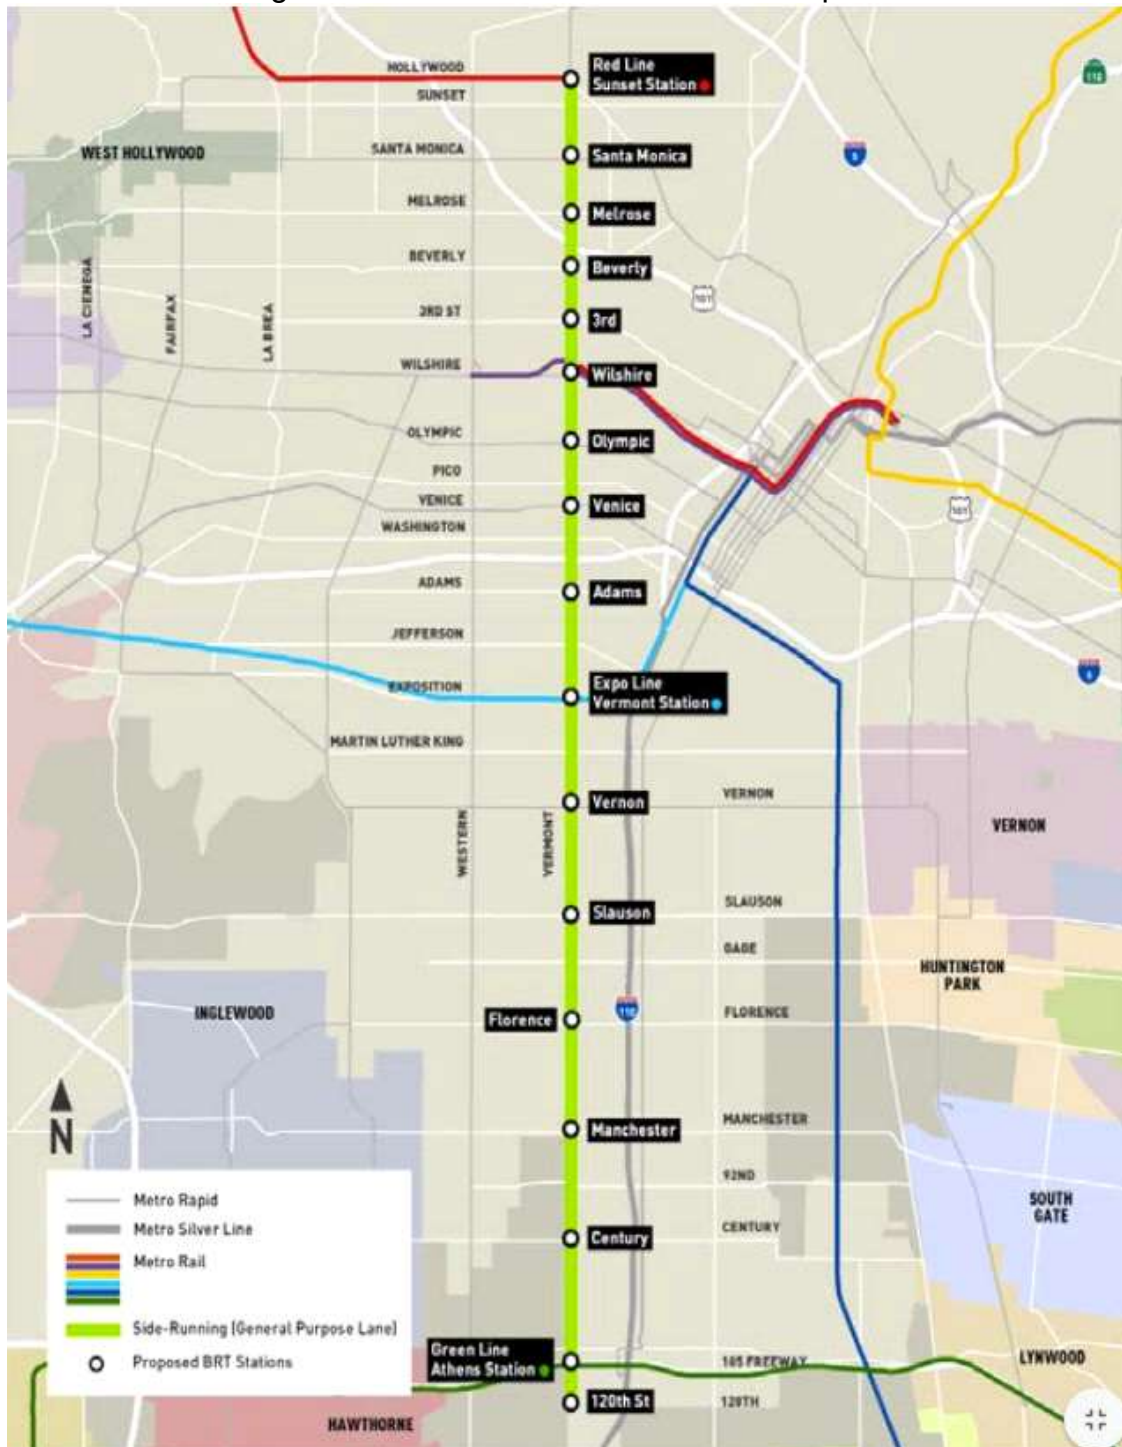 HOLLYWOOD
Red Line
Sunset Station
110
SUNSET
5
SANTA MONICA
WEST HOLLYWOOD
Santa Monica
MELROSE
Melrose
BEVERLY
Beverly
LA CIENEGA
FAIRFAX
LA BREA
101
3RD ST
3rd
WILSHIRE
Wilshire
OLYMPIC
Olympic
PICO
VENICE
Venice
101
WASHINGTON
ADAMS
Adams
JEFFERSON
EXPOSITION
Expo Line
Vermont Station
MARTIN LUTHER KING
Vernon
VERNON
VERNON
WESTERN
VERMONT
Slauson
SLAUSON
GAGE
HUNTINGTON
PARK
INGLEWOOD
Florence
110
FLORENCE
N
Manchester
MANCHESTER
92ND
SOUTH
GATE
Century
CENTURY
Metro Rapid
Metro Silver Line
Metro Rail
Side-Running (General Purpose Lane)
Proposed BRT Stations
Green Line
Athens Station
105 FREEWAY
LYNWOOD
120th St
120TH
HAWTHORNE